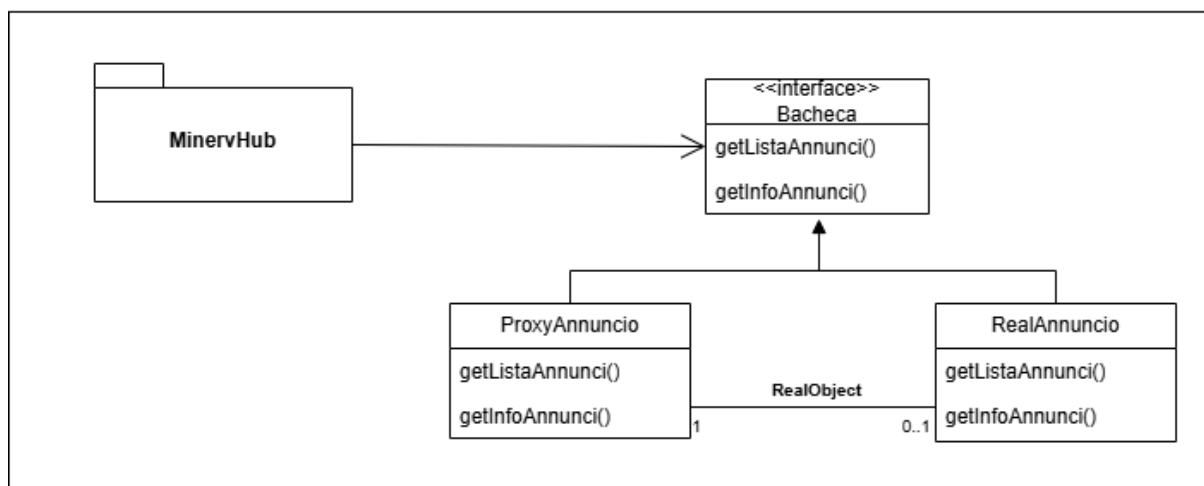 <<interface>>
Bacheca
MinervHub
getListaAnnunci()
getInfoAnnunci()
ProxyAnnuncio
getListaAnnunci()
getInfoAnnunci()
RealObject
1
0..1
RealAnnuncio
getListaAnnunci()
getInfoAnnunci()